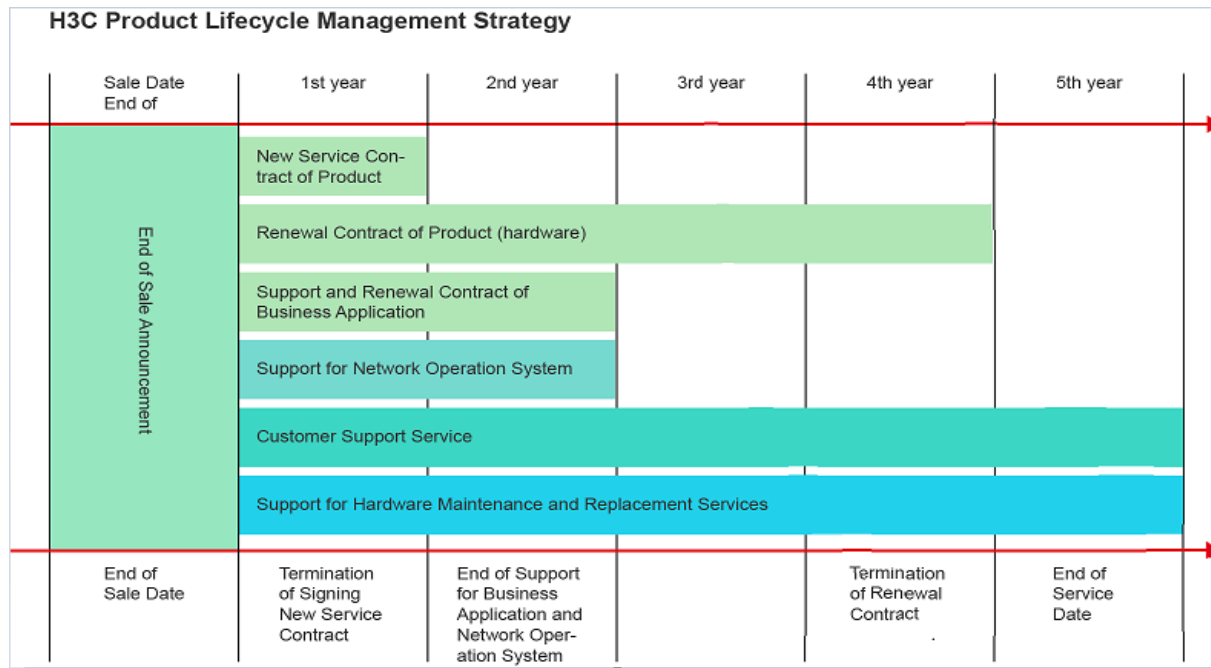 H3C Product Lifecycle Management Strategy
Sale Date
End of
1st year
2nd year
3rd year
4th year
5th year
End of Sale Announcement
New Service Con-
tract of Product
Renewal Contract of Product (hardware)
Support and Renewal Contract of
Business Application
Support for Network Operation System
Customer Support Service
Support for Hardware Maintenance and Replacement Services
End of
Sale Date
Termination
of Signing
New Service
Contract
End of Support
for Business
Application and
Network Oper-
ation System
Termination
of Renewal
Contract
.
End of
Service
Date